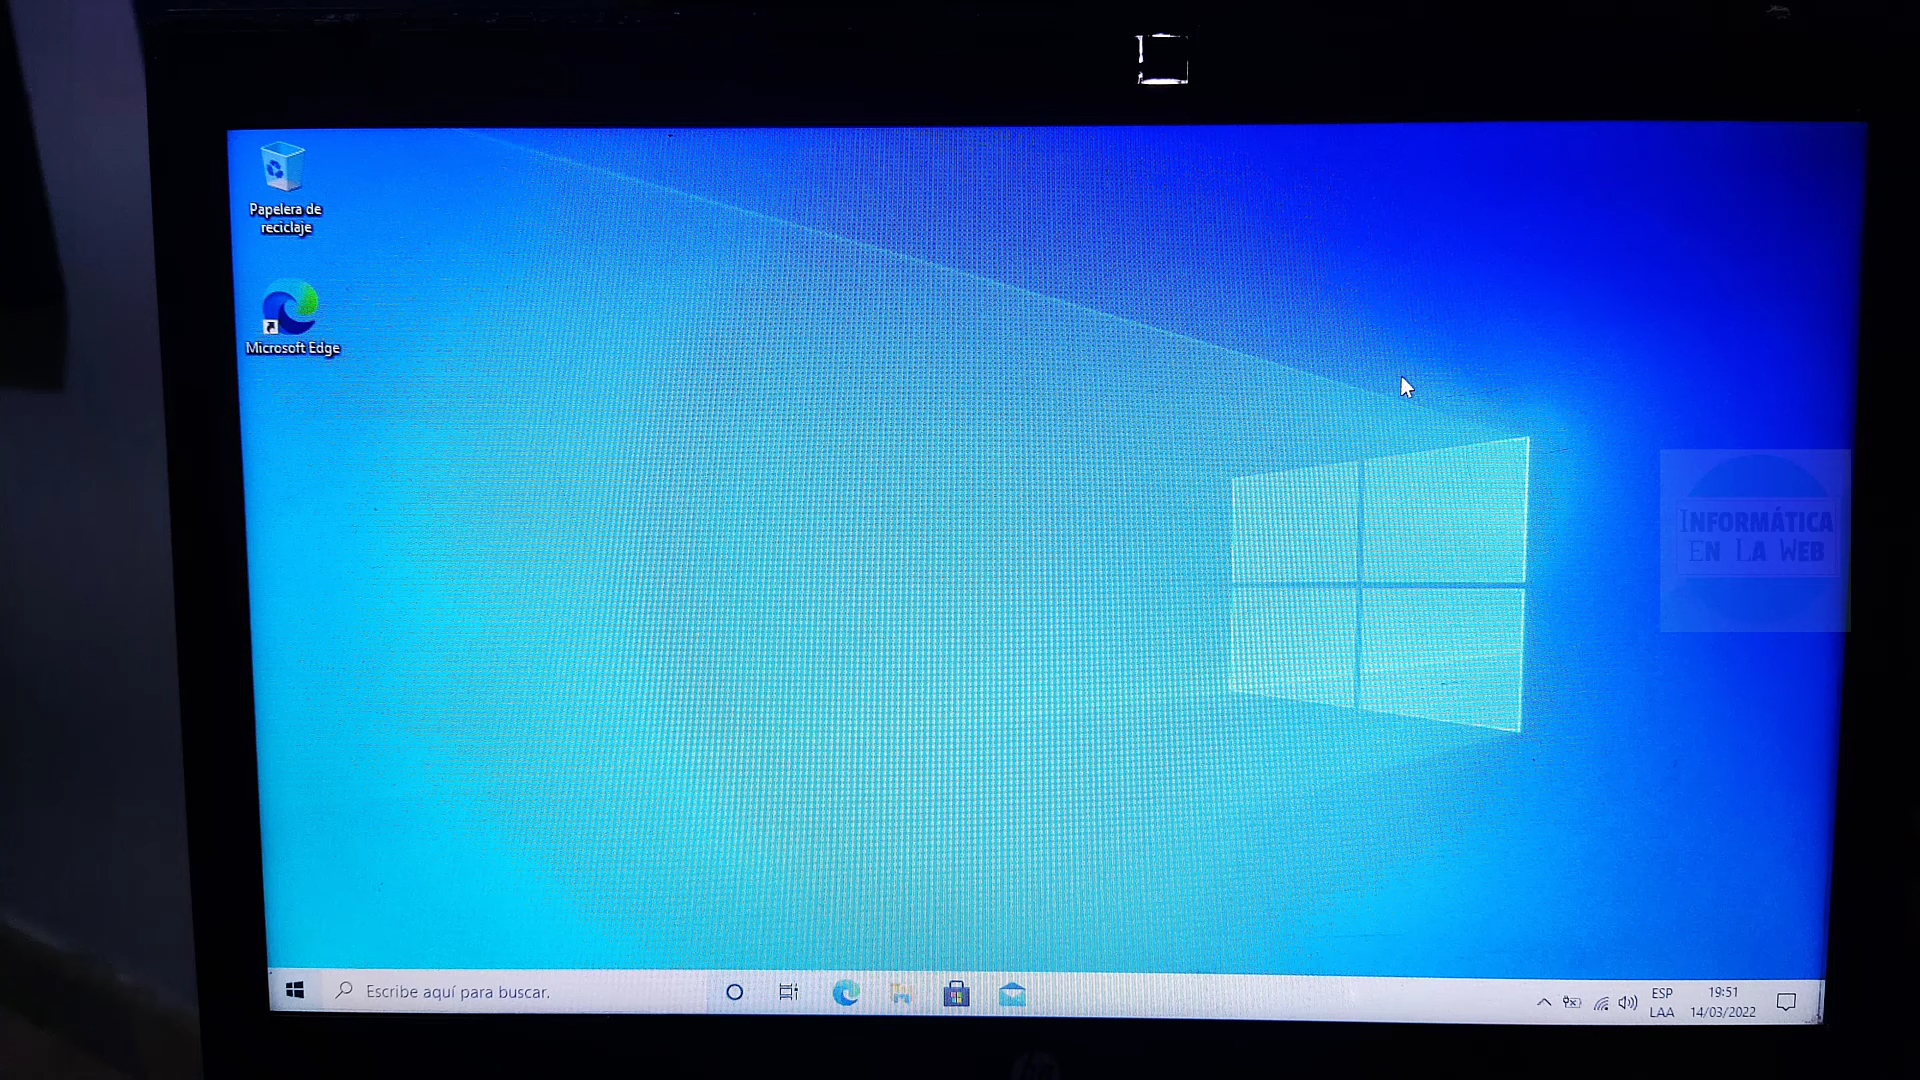 Papelera de
reciclaje
Microsoft Edge
INFORMÁTICA
EN LA WEB
Escribe aquí para buscar.
ESP
LAA
19:51
14/03/2022
hp